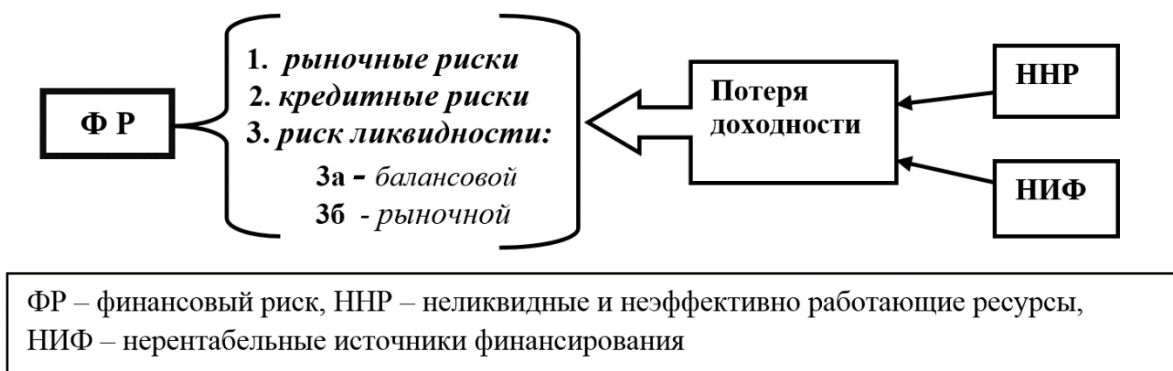 Ф Р
1. рыночные риски
2. кредитные риски
3. риск ликвидности:
3а - балансовой
3б - рыночной
Потеря
доходности
ННР
НИФ
ФР – финансовый риск, ННР – неликвидные и неэффективно работающие ресурсы,
НИФ – нерентабельные источники финансирования